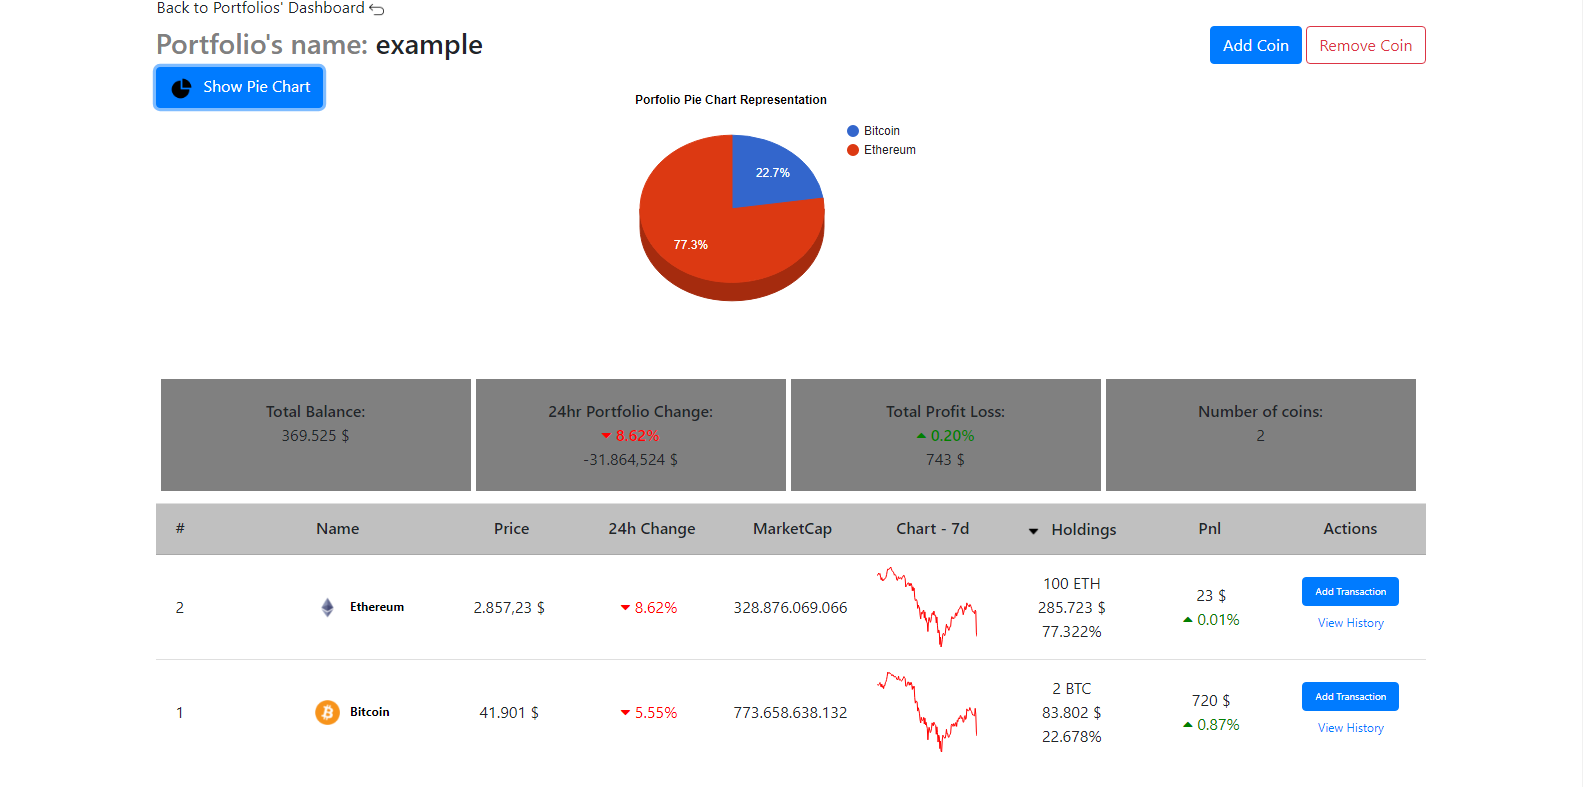 Back to Portfolios' Dashboard
Portfolio's name: example
Add Coin
Remove Coin
Show Pie Chart
Porfolio Pie Chart Representation
Bitcoin
Ethereum
22.7%
77.3%
Total Balance:
369.525 $
24hr Portfolio Change:
8.62%
-31.864,524 $
Total Profit Loss:
0.20%
743 $
Number of coins:
2
# Name Price 24h Change MarketCap Chart - 7d Holdings Pnl Actions
2 Ethereum 2.857,23 $ 8.62% 328.876.069.066
100 ETH
285.723 $
77.322%
23 $
0.01%
Add Transaction
View History
1 Bitcoin 41.901 $ 5.55% 773.658.638.132
2 BTC
83.802 $
22.678%
720 $
0.87%
Add Transaction
View History